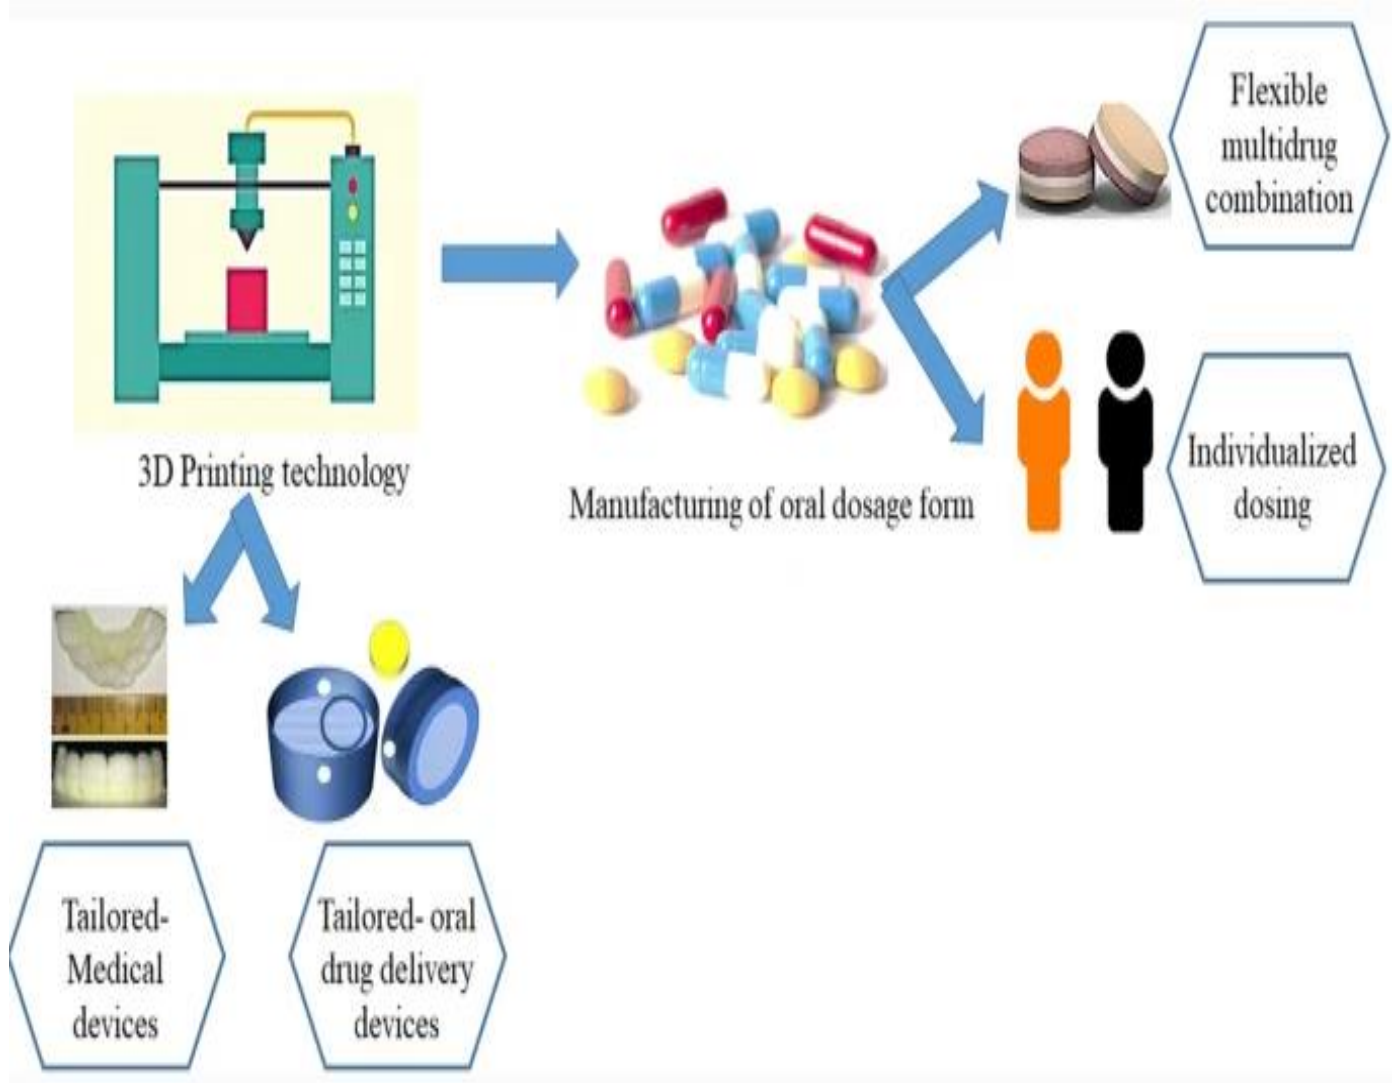 Flexible
multidrug
combination
3D Printing technology
Manufacturing of oral dosage form
Individualized
dosing
Tailored-
Medical
devices
Tailored- oral
drug delivery
devices